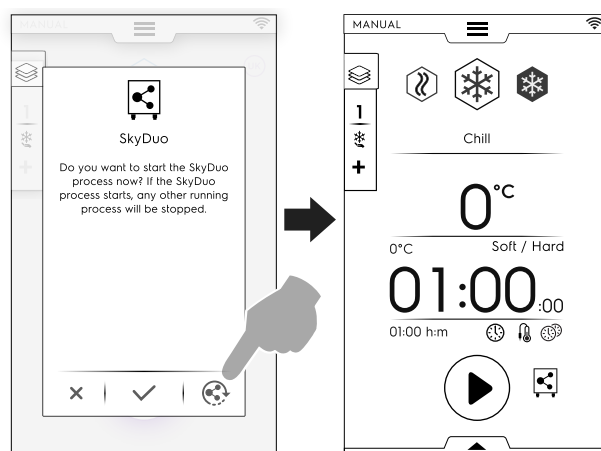 MANUAL
1
SkyDuo
Do you want to start the SkyDuo
process now? If the SkyDuo
process starts, any other running
process will be stopped.
MANUAL
1
Chill
0°C
0°C Soft / Hard
01:00:00
01:00 h:m